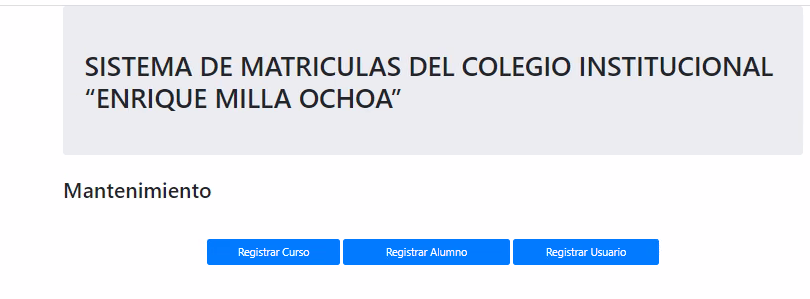 SISTEMA DE MATRICULAS DEL COLEGIO INSTITUCIONAL
“ENRIQUE MILLA OCHOA”
Mantenimiento
Registrar Curso Registrar Alumno Registrar Usuario